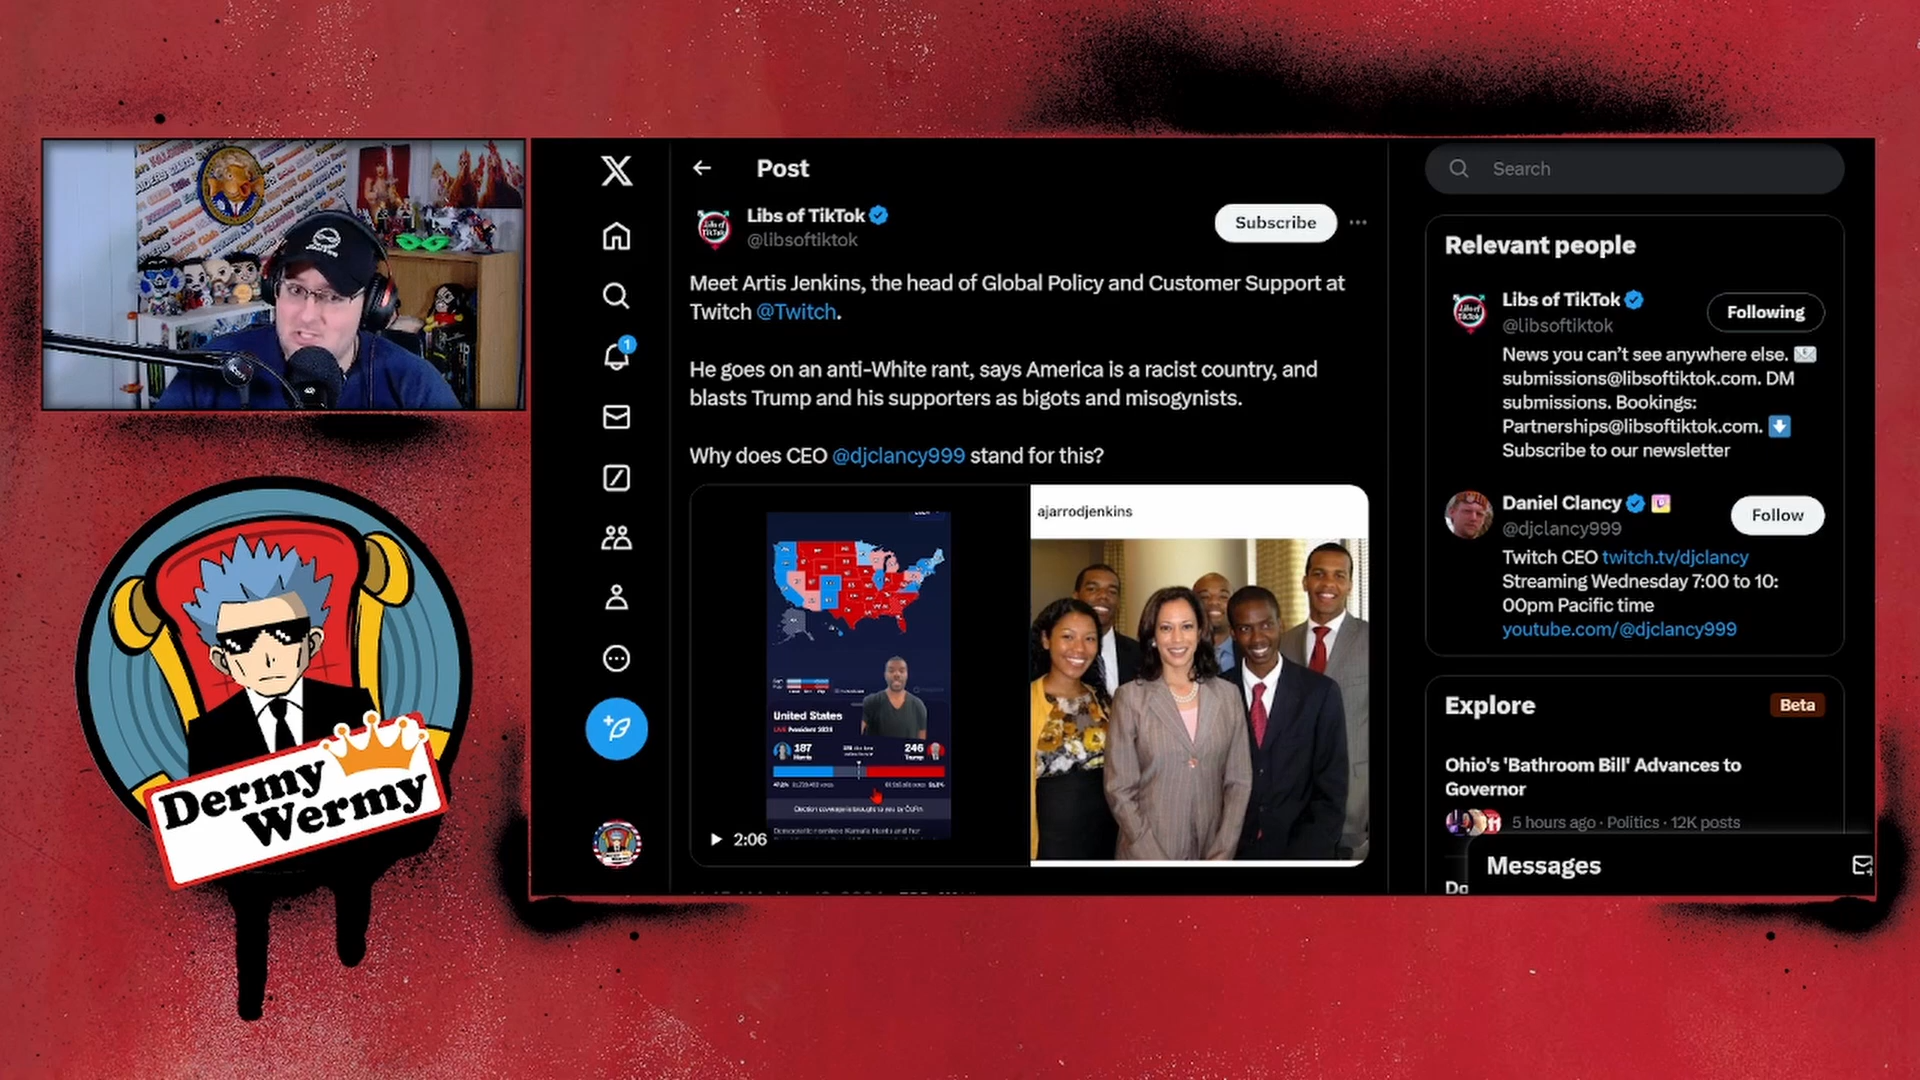 Post
Libs of TikTok
@libsoftiktok
Subscribe
Meet Artis Jenkins, the head of Global Policy and Customer Support at
Twitch @Twitch.
He goes on an anti-White rant, says America is a racist country, and
blasts Trump and his supporters as bigots and misogynists.
Why does CEO @djclancy999 stand for this?
United States
LIVE President 2024
187
Harris
246
Trump
2:06
ajarrodjenkins
1
Search
Relevant people
Libs of TikTok
@libsoftiktok
Following
News you can’t see anywhere else.
submissions@libsoftiktok.com. DM
submissions. Bookings:
Partnerships@libsoftiktok.com.
Subscribe to our newsletter
Daniel Clancy
@djclancy999
Follow
Twitch CEO twitch.tv/djclancy
Streaming Wednesday 7:00 to 10:
00pm Pacific time
youtube.com/@djclancy999
Explore
Beta
Ohio's 'Bathroom Bill' Advances to
Governor
5 hours ago · Politics · 12K posts
Messages
Dermy
Wermy